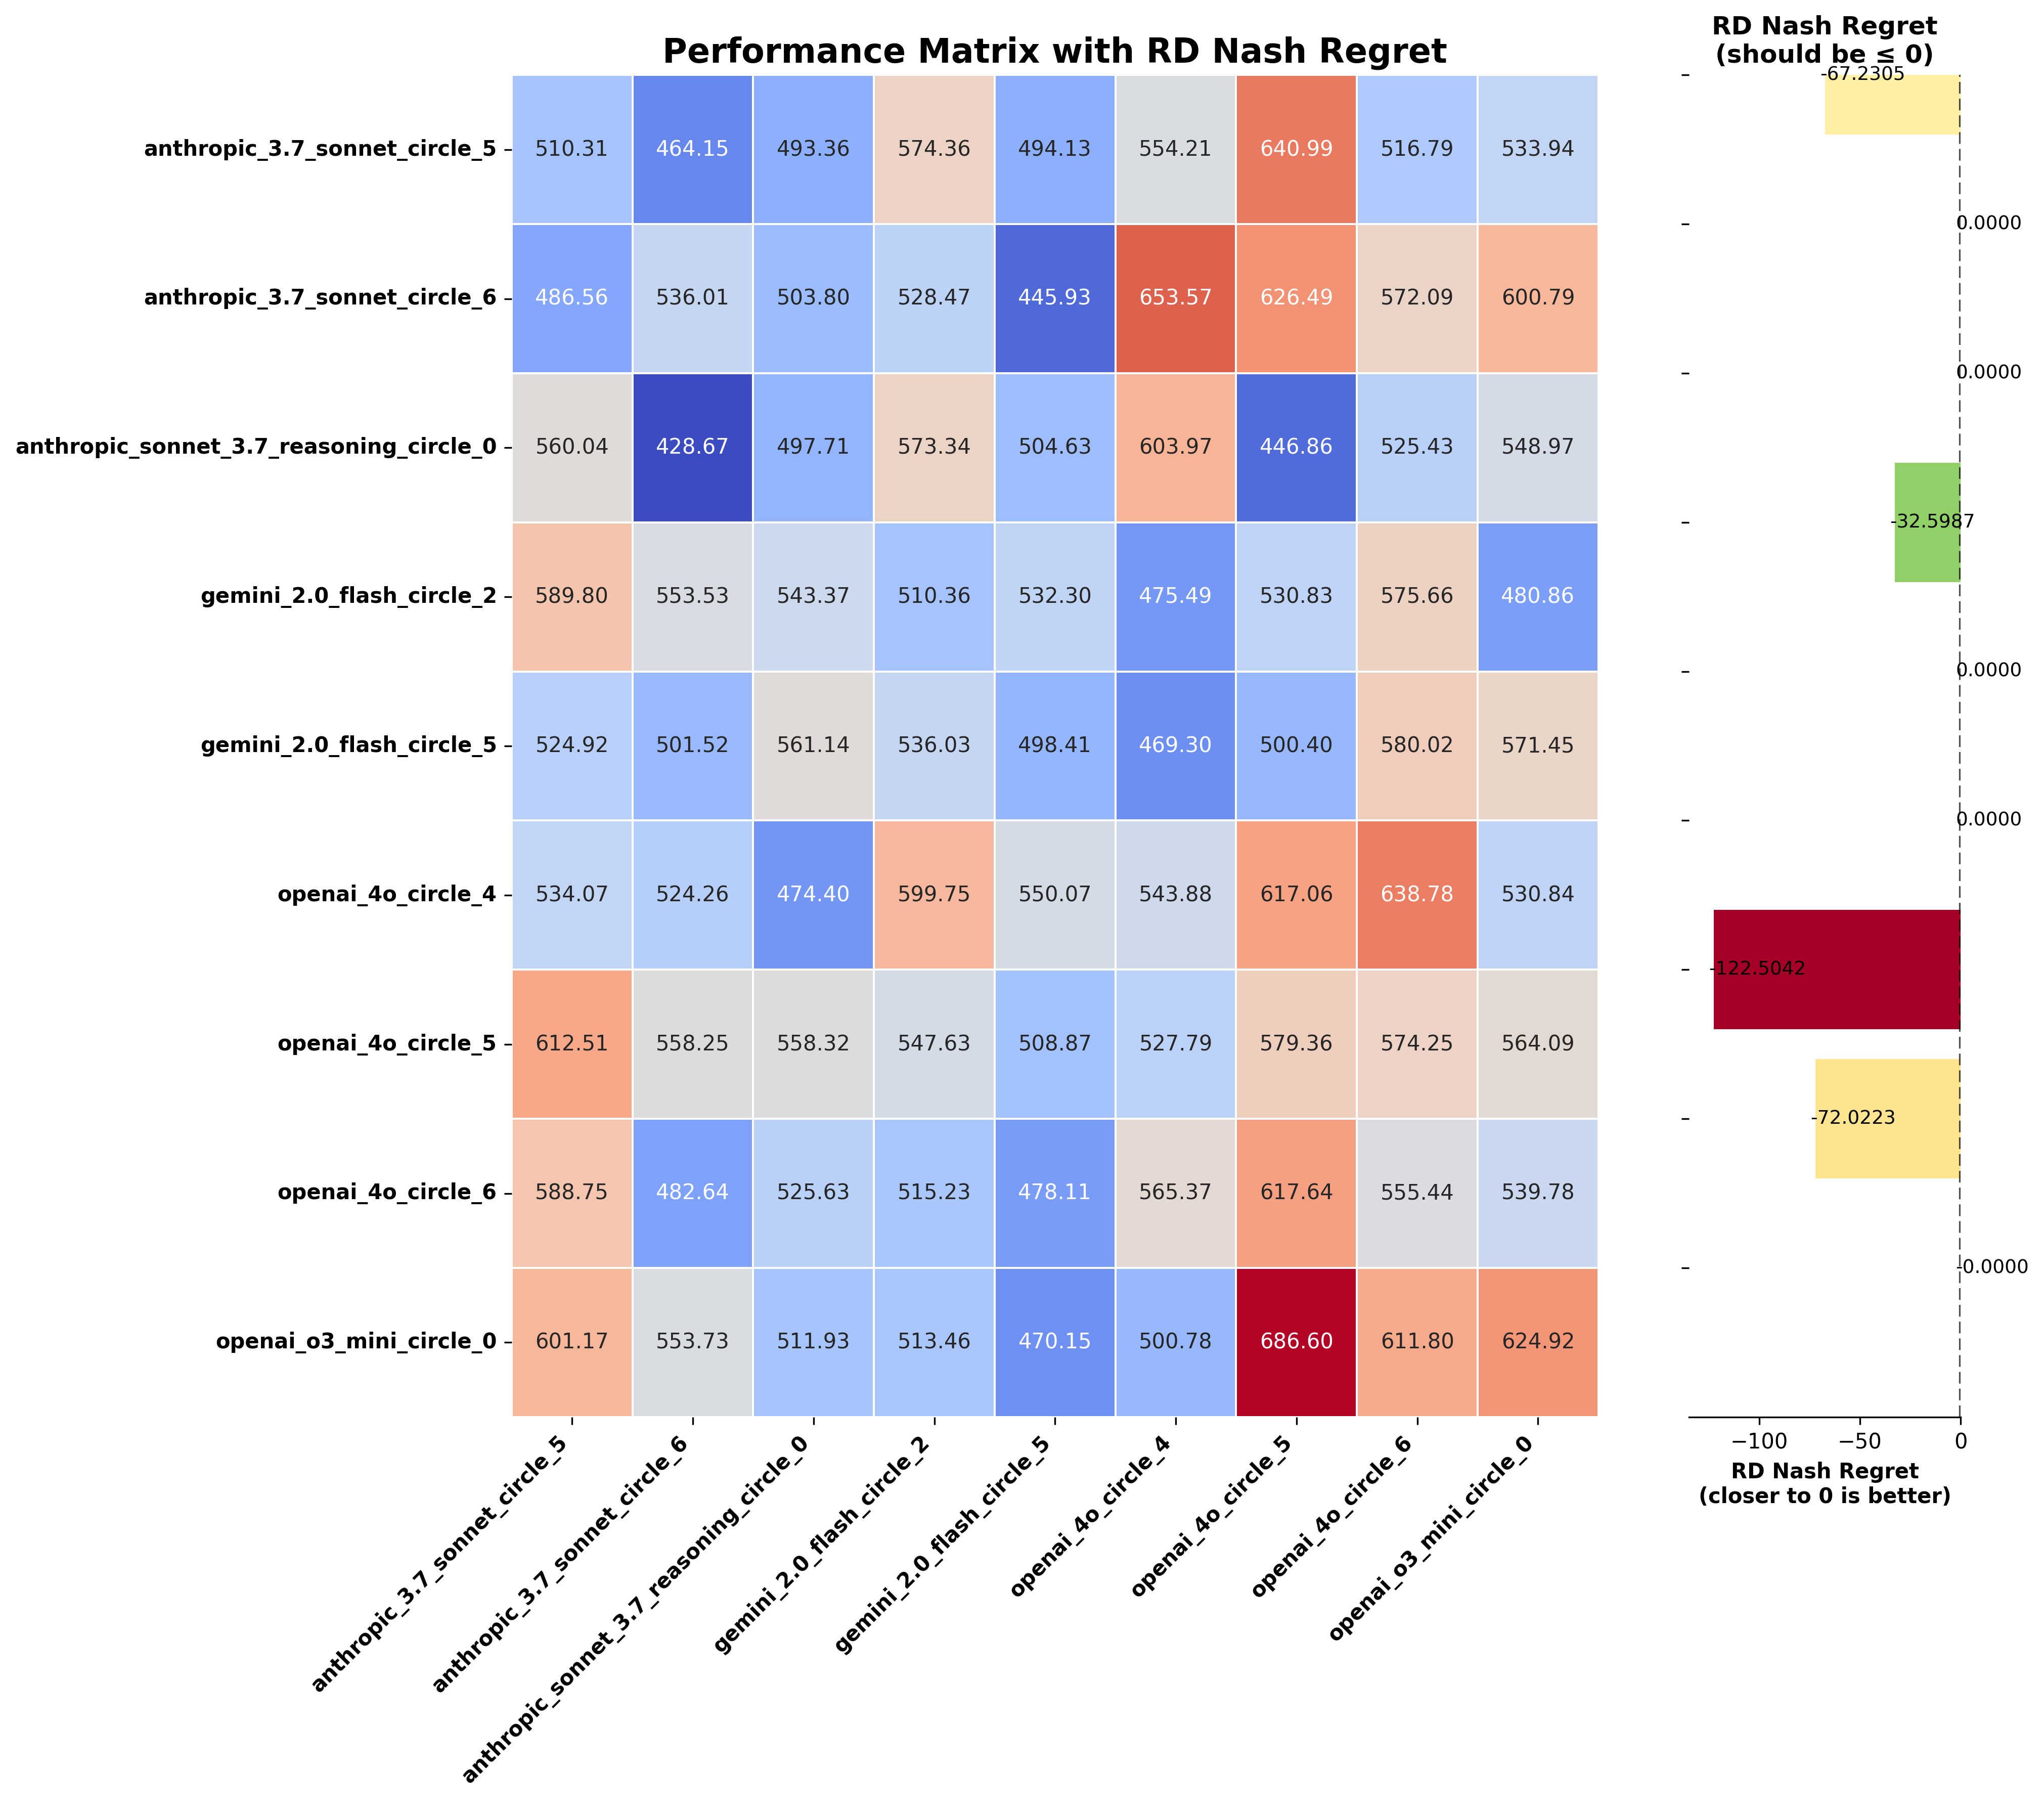 Performance Matrix with RD Nash Regret
RD Nash Regret
(should be ≤ 0)
-67.2305
anthropic_3.7_sonnet_circle_5 510.31 464.15 493.36 574.36 494.13 554.21 640.99 516.79 533.94
0.0000
anthropic_3.7_sonnet_circle_6 486.56 536.01 503.80 528.47 445.93 653.57 626.49 572.09 600.79
0.0000
anthropic_sonnet_3.7_reasoning_circle_0 560.04 428.67 497.71 573.34 504.63 603.97 446.86 525.43 548.97
-32.5987
gemini_2.0_flash_circle_2 589.80 553.53 543.37 510.36 532.30 475.49 530.83 575.66 480.86
0.0000
gemini_2.0_flash_circle_5 524.92 501.52 561.14 536.03 498.41 469.30 500.40 580.02 571.45
0.0000
openai_4o_circle_4 534.07 524.26 474.40 599.75 550.07 543.88 617.06 638.78 530.84
-122.5042
openai_4o_circle_5 612.51 558.25 558.32 547.63 508.87 527.79 579.36 574.25 564.09
-72.0223
openai_4o_circle_6 588.75 482.64 525.63 515.23 478.11 565.37 617.64 555.44 539.78
-0.0000
openai_o3_mini_circle_0 601.17 553.73 511.93 513.46 470.15 500.78 686.60 611.80 624.92
−100 −50 0
RD Nash Regret
(closer to 0 is better)
anthropic_3.7_sonnet_circle_5
anthropic_3.7_sonnet_circle_6
anthropic_sonnet_3.7_reasoning_circle_0
gemini_2.0_flash_circle_2
gemini_2.0_flash_circle_5
openai_4o_circle_4
openai_4o_circle_5
openai_4o_circle_6
openai_o3_mini_circle_0